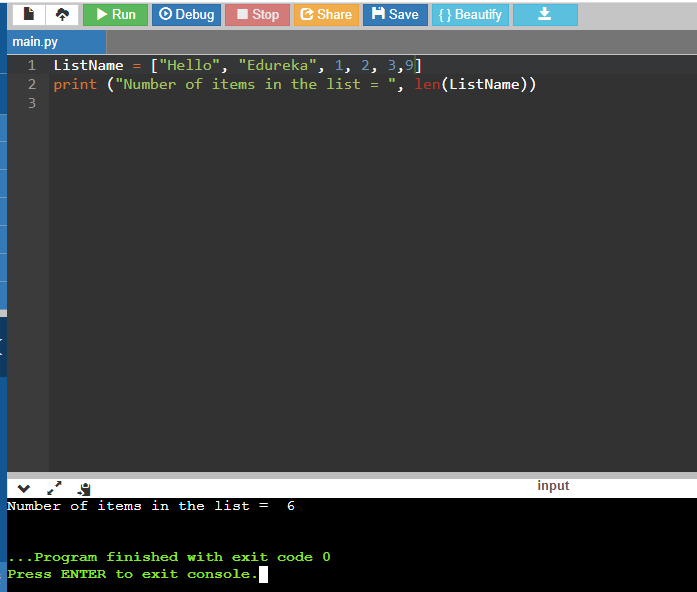 Run Debug Stop Share Save { } Beautify
main.py
1 ListName = ["Hello", "Edureka", 1, 2, 3,9]
2 print ("Number of items in the list = ", len(ListName))
3
input
Number of items in the list =  6
...Program finished with exit code 0
Press ENTER to exit console.